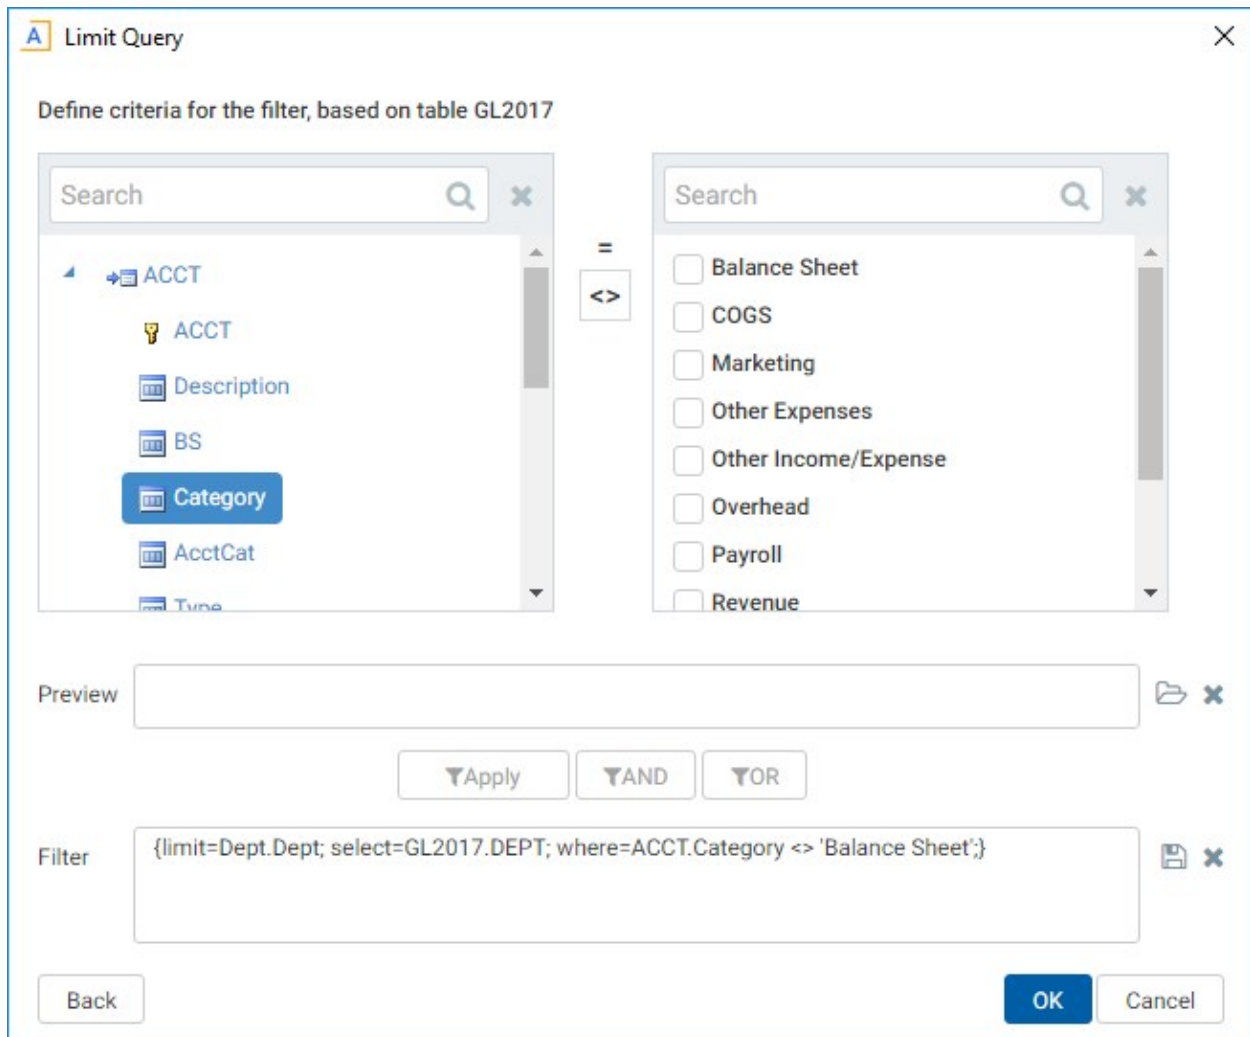 A Limit Query
Define criteria for the filter, based on table GL2017
Search
Search
ACCT
ACCT
Description
BS
Category
AcctCat
Type
=
<>
Balance Sheet
COGS
Marketing
Other Expenses
Other Income/Expense
Overhead
Payroll
Revenue
Preview
Apply AND OR
Filter {limit=Dept.Dept; select=GL2017.DEPT; where=ACCT.Category <> 'Balance Sheet';}
Back OK Cancel